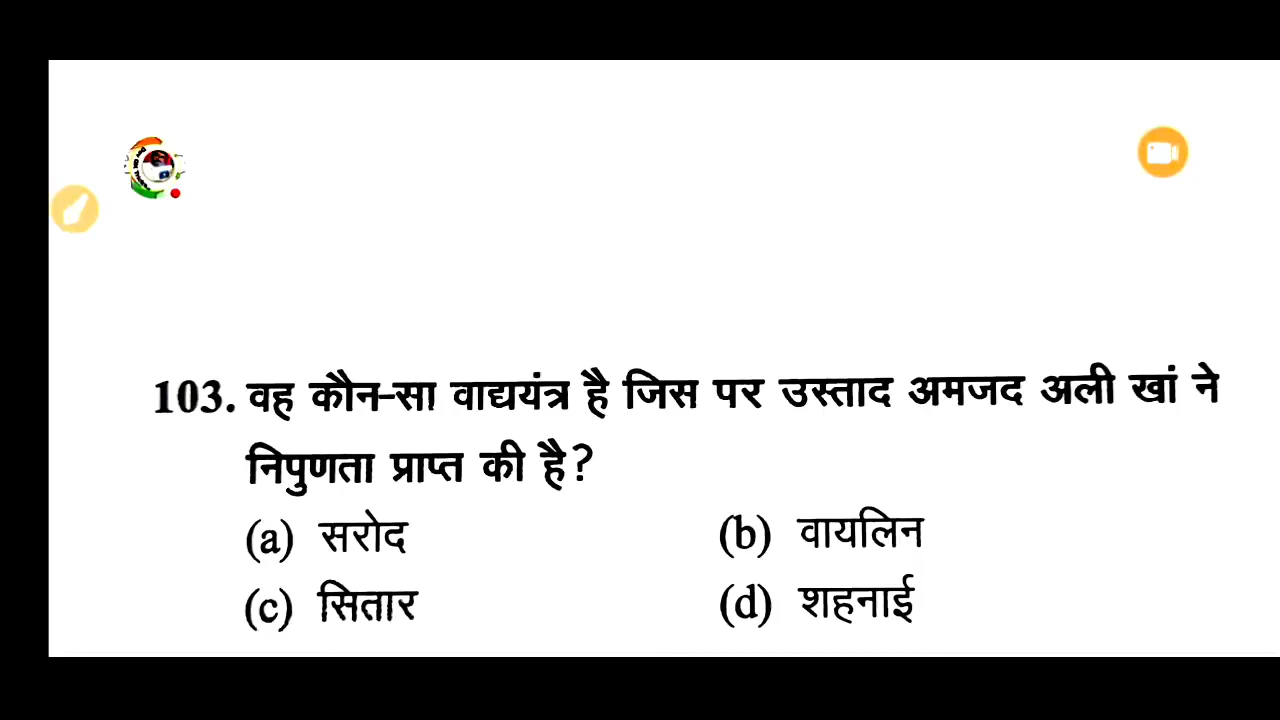 103. वह कौन-सा वाद्ययंत्र है जिस पर उस्ताद अमजद अली खां ने
निपुणता प्राप्त की है?
(a) सरोद (b) वायलिन
(c) सितार (d) शहनाई